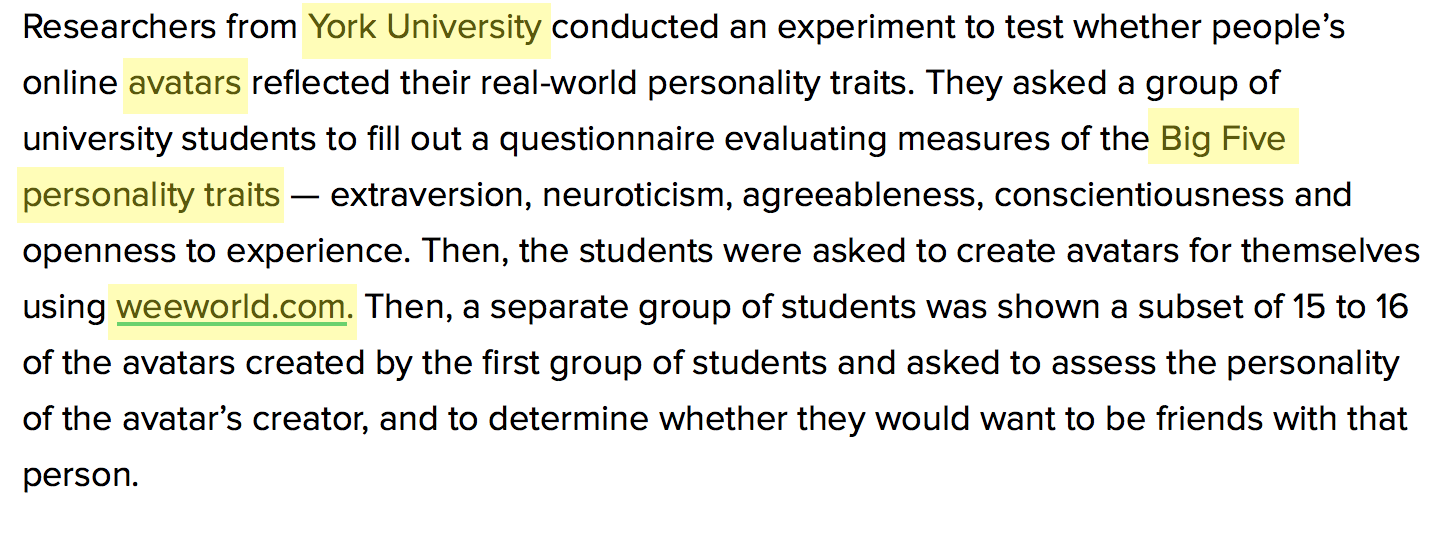 Researchers from York University conducted an experiment to test whether people’s
online avatars reflected their real-world personality traits. They asked a group of
university students to fill out a questionnaire evaluating measures of the Big Five
personality traits — extraversion, neuroticism, agreeableness, conscientiousness and
openness to experience. Then, the students were asked to create avatars for themselves
using weeworld.com. Then, a separate group of students was shown a subset of 15 to 16
of the avatars created by the first group of students and asked to assess the personality
of the avatar’s creator, and to determine whether they would want to be friends with that
person.